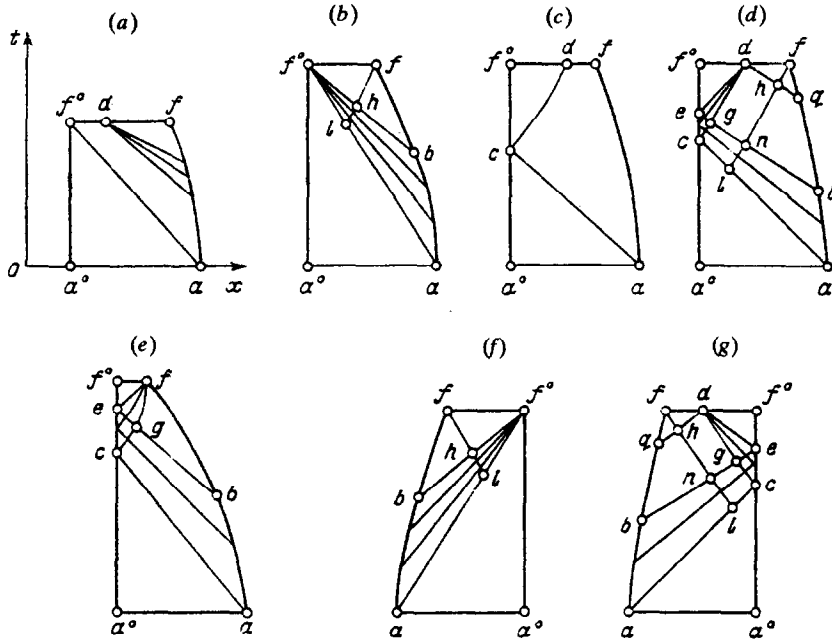 (a) (b) (c) (d)
t f° d f f° f f° d f f° d f
h h q
e g
l b c c n
l b
0 a° a x a° a a° a a° a
(e) (f) (g)
f° f f f° f d f°
e q h e
g h g
c l n c
b b l
b
a° a a a° a a°